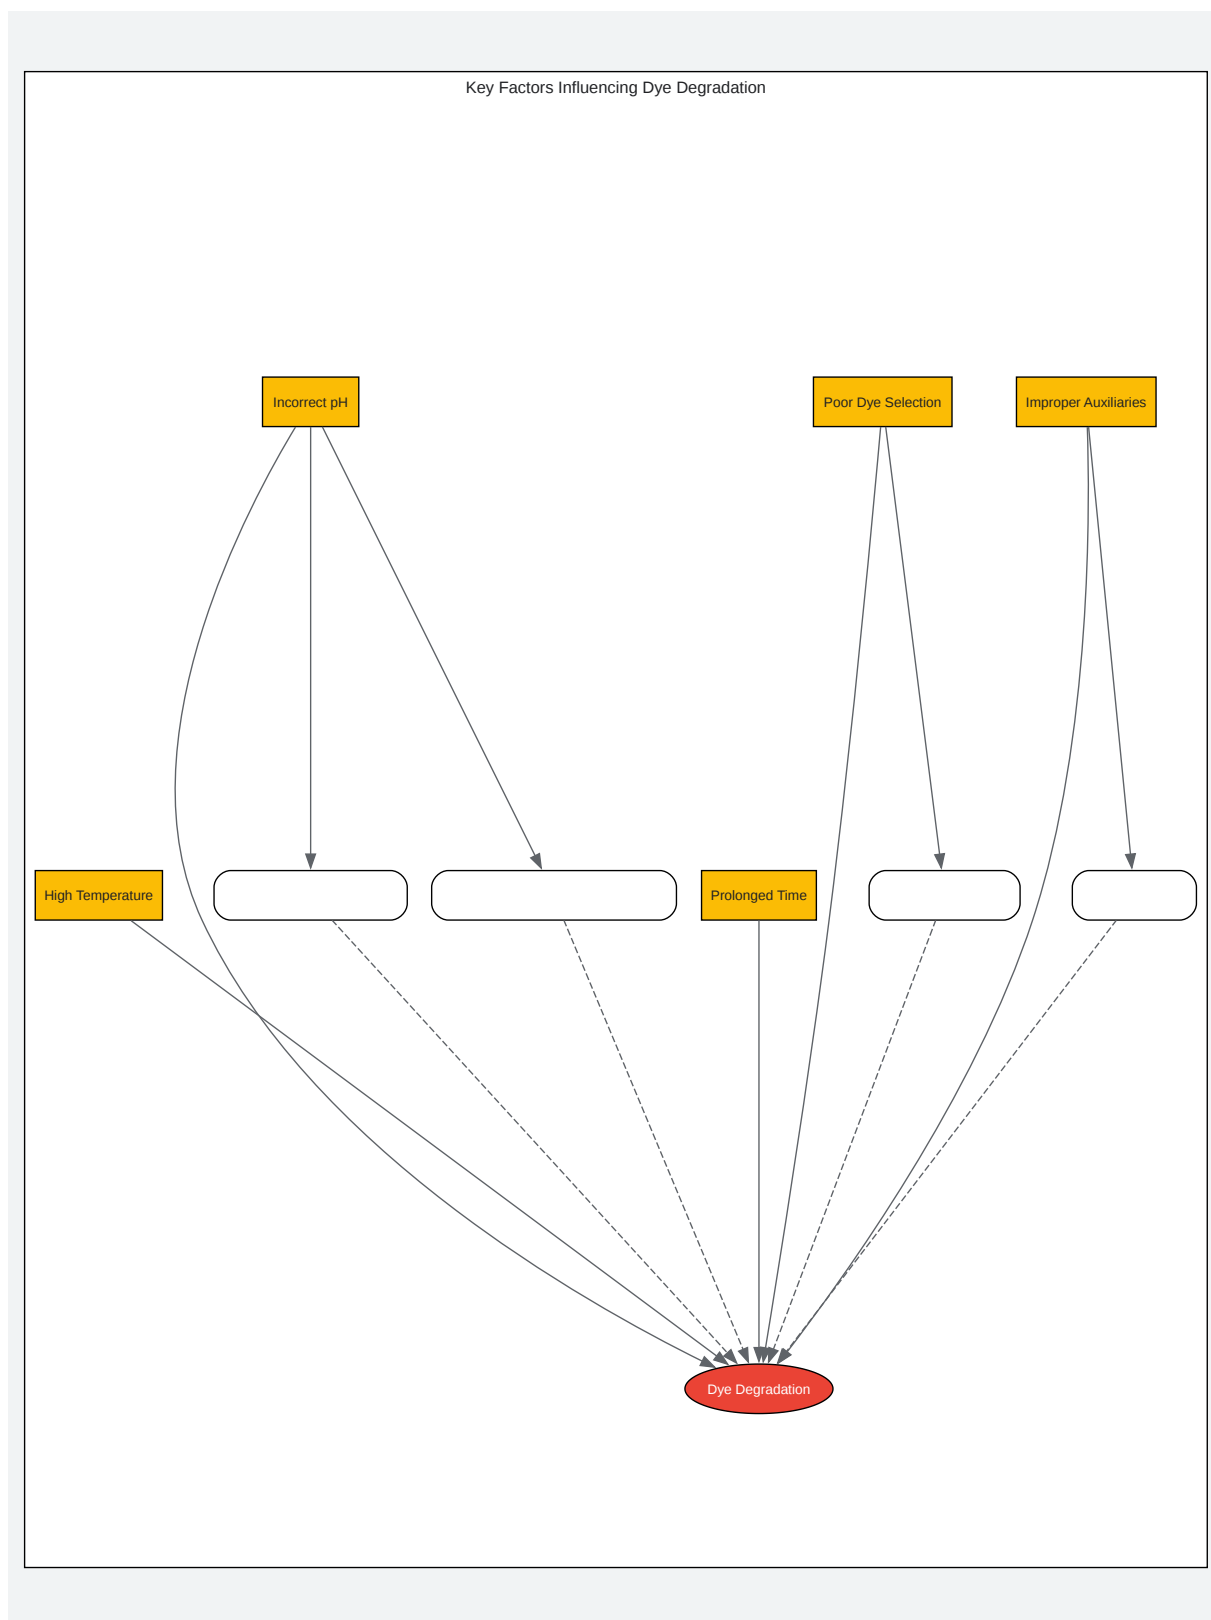 Key Factors Influencing Dye Degradation
Incorrect pH
Poor Dye Selection
Improper Auxiliaries
High Temperature
Prolonged Time
Dye Degradation